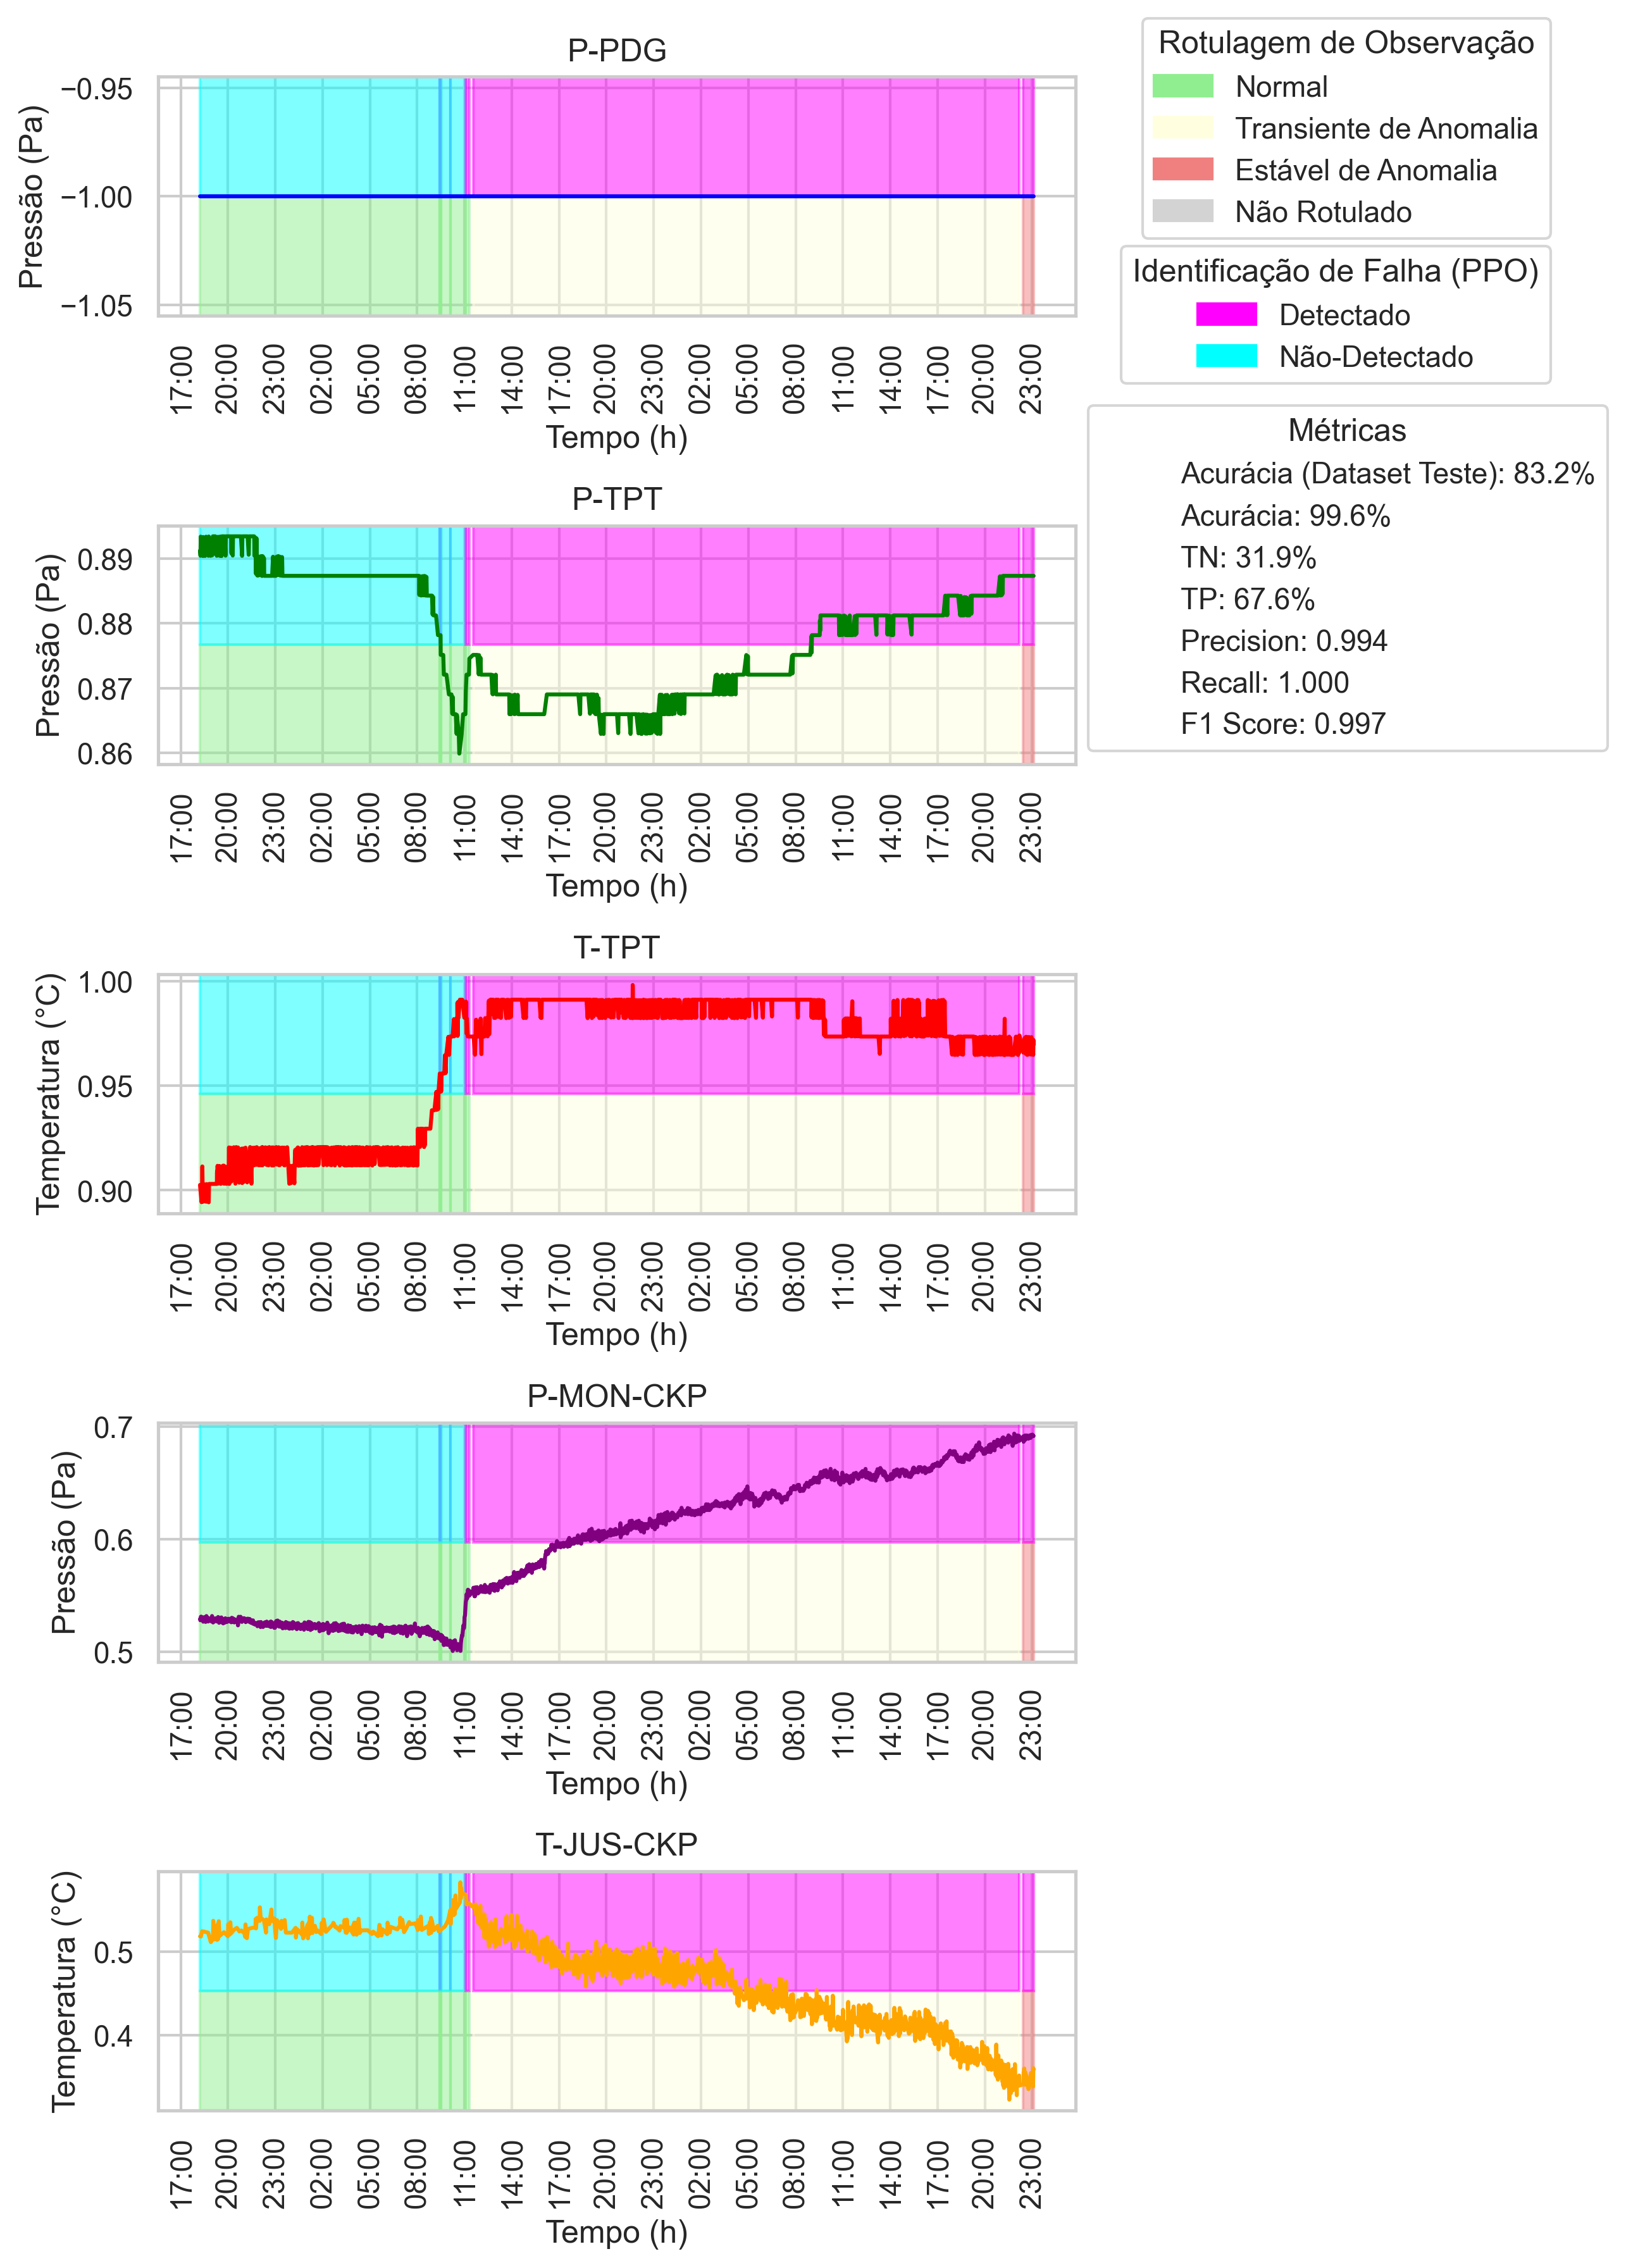 P-PDG
Pressão (Pa)
−0.95
−1.00
−1.05
17:00 20:00 23:00 02:00 05:00 08:00 11:00 14:00 17:00 20:00 23:00 02:00 05:00 08:00 11:00 14:00 17:00 20:00 23:00
Tempo (h)
Rotulagem de Observação
Normal
Transiente de Anomalia
Estável de Anomalia
Não Rotulado
Identificação de Falha (PPO)
Detectado
Não-Detectado
Métricas
Acurácia (Dataset Teste): 83.2%
Acurácia: 99.6%
TN: 31.9%
TP: 67.6%
Precision: 0.994
Recall: 1.000
F1 Score: 0.997
P-TPT
Pressão (Pa)
0.89
0.88
0.87
0.86
17:00 20:00 23:00 02:00 05:00 08:00 11:00 14:00 17:00 20:00 23:00 02:00 05:00 08:00 11:00 14:00 17:00 20:00 23:00
Tempo (h)
T-TPT
Temperatura (°C)
1.00
0.95
0.90
17:00 20:00 23:00 02:00 05:00 08:00 11:00 14:00 17:00 20:00 23:00 02:00 05:00 08:00 11:00 14:00 17:00 20:00 23:00
Tempo (h)
P-MON-CKP
Pressão (Pa)
0.7
0.6
0.5
17:00 20:00 23:00 02:00 05:00 08:00 11:00 14:00 17:00 20:00 23:00 02:00 05:00 08:00 11:00 14:00 17:00 20:00 23:00
Tempo (h)
T-JUS-CKP
Temperatura (°C)
0.5
0.4
17:00 20:00 23:00 02:00 05:00 08:00 11:00 14:00 17:00 20:00 23:00 02:00 05:00 08:00 11:00 14:00 17:00 20:00 23:00
Tempo (h)